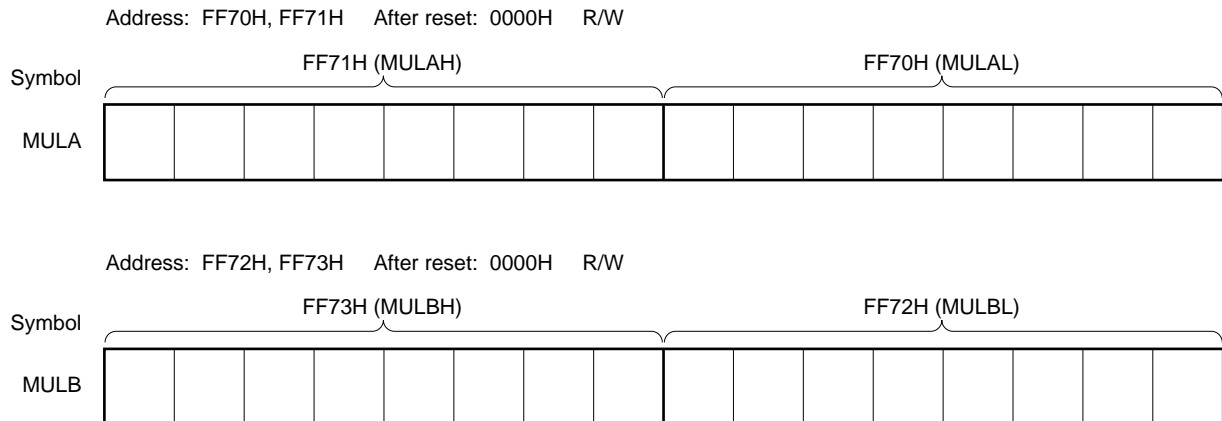 Address: FF70H, FF71H After reset: 0000H R/W
Symbol
FF71H (MULAH) FF70H (MULAL)
MULA
Address: FF72H, FF73H After reset: 0000H R/W
Symbol
FF73H (MULBH) FF72H (MULBL)
MULB